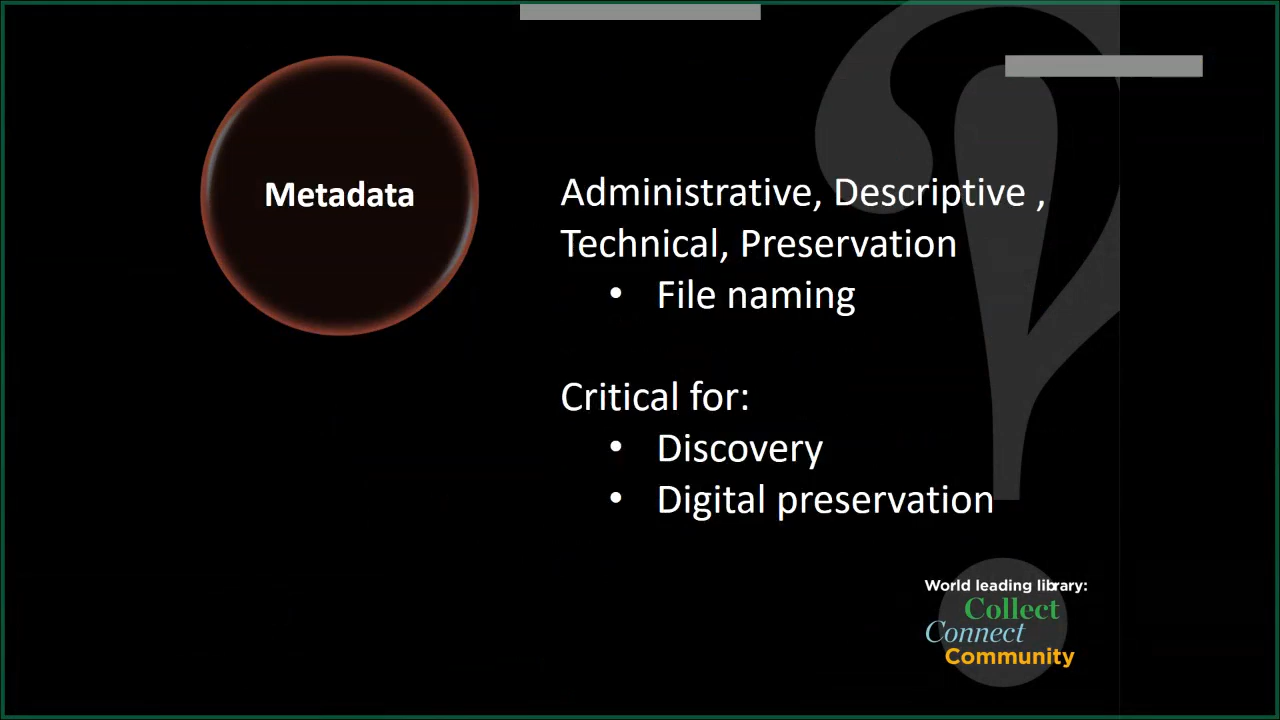 Metadata
Administrative, Descriptive ,
Technical, Preservation
• File naming
Critical for:
• Discovery
• Digital preservation
World leading library:
Collect
Connect
Community